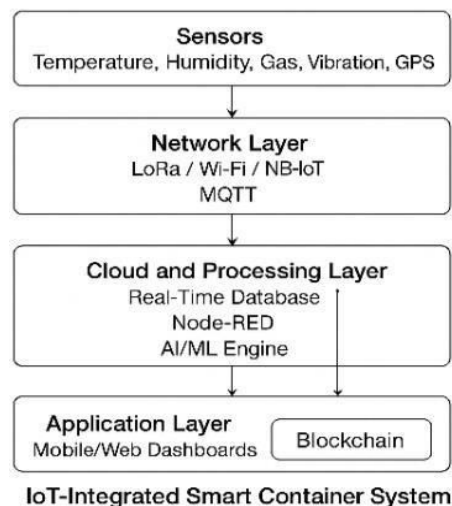 Sensors
Temperature, Humidity, Gas, Vibration, GPS
Network Layer
LoRa / Wi-Fi / NB-IoT
MQTT
Cloud and Processing Layer
Real-Time Database
Node-RED
AI/ML Engine
Application Layer
Mobile/Web Dashboards
Blockchain
IoT-Integrated Smart Container System